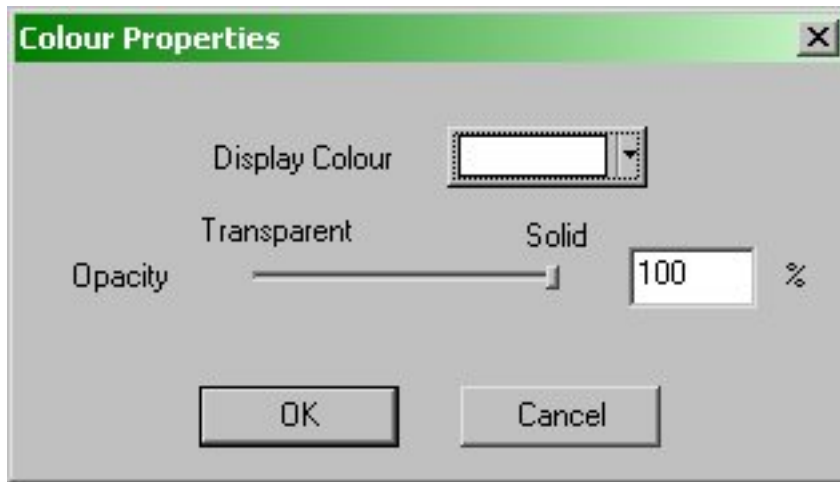 Colour Properties
Display Colour
Transparent Solid
Opacity 100 %
OK Cancel